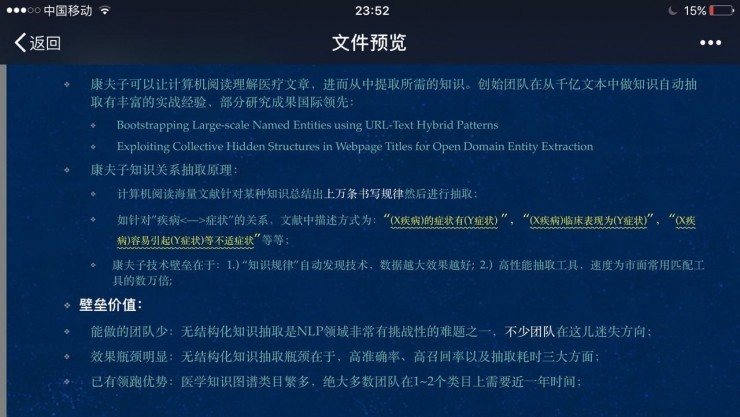 中国移动 23:52 15%
返回 文件预览
康夫子可以让计算机阅读理解医疗文章，进而从中提取所需的知识。创始团队在从千亿文本中做知识自动抽
取有丰富的实战经验，部分研究成果国际领先：
Bootstrapping Large-scale Named Entities using URL-Text Hybrid Patterns
Exploiting Collective Hidden Structures in Webpage Titles for Open Domain Entity Extraction
康夫子知识关系抽取原理：
计算机阅读海量文献针对某种知识总结出上万条书写规律然后进行抽取；
如针对"疾病<—>症状"的关系，文献中描述方式为："(X疾病)的症状有(Y症状)"，"(X疾病)临床表现为(Y症状)"，"(X疾
病)容易引起(Y症状)等不适症状"等等；
康夫子技术壁垒在于：1.)"知识规律"自动发现技术，数据越大效果越好; 2.) 高性能抽取工具，速度为市面常用匹配工
具的数万倍;
壁垒价值：
能做的团队少：无结构化知识抽取是NLP领域非常有挑战性的难题之一，不少团队在这儿迷失方向；
效果瓶颈明显：无结构化知识抽取瓶颈在于，高准确率、高召回率以及抽取耗时三大方面；
已有领跑优势：医学知识图谱类目繁多，绝大多数团队在1~2个类目上需要近一年时间；